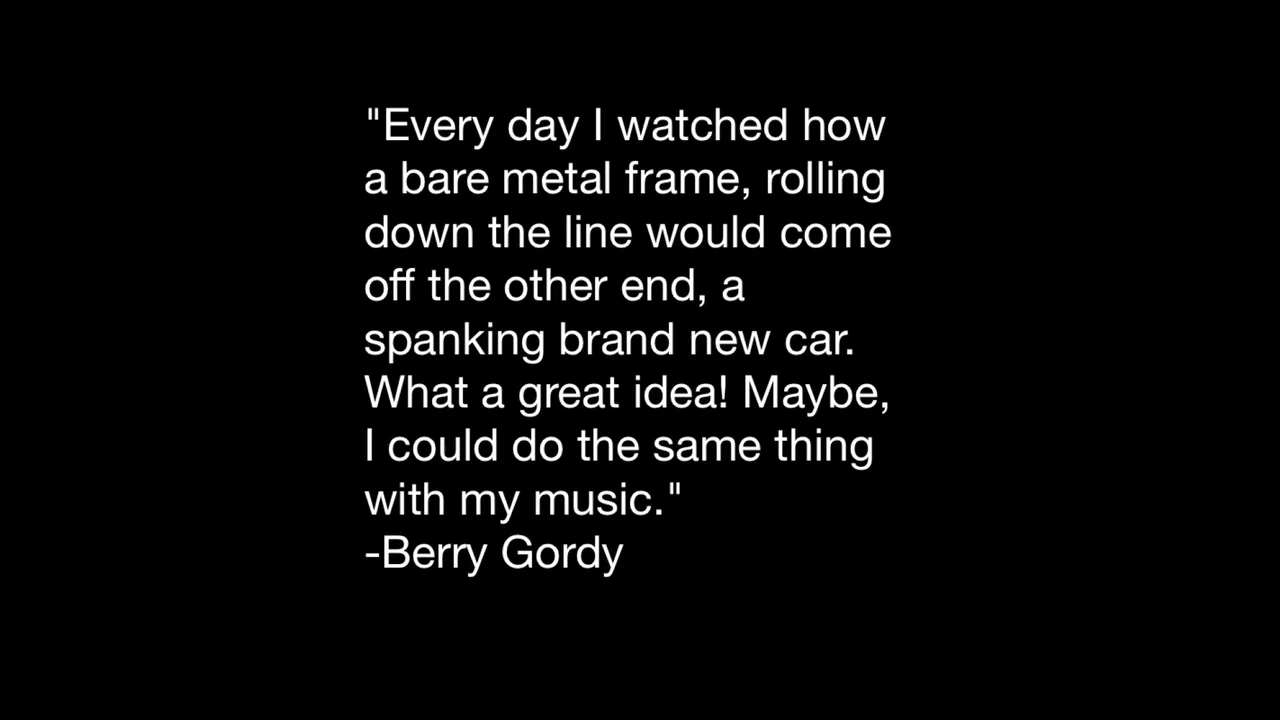 "Every day I watched how
a bare metal frame, rolling
down the line would come
off the other end, a
spanking brand new car.
What a great idea! Maybe,
I could do the same thing
with my music."
-Berry Gordy